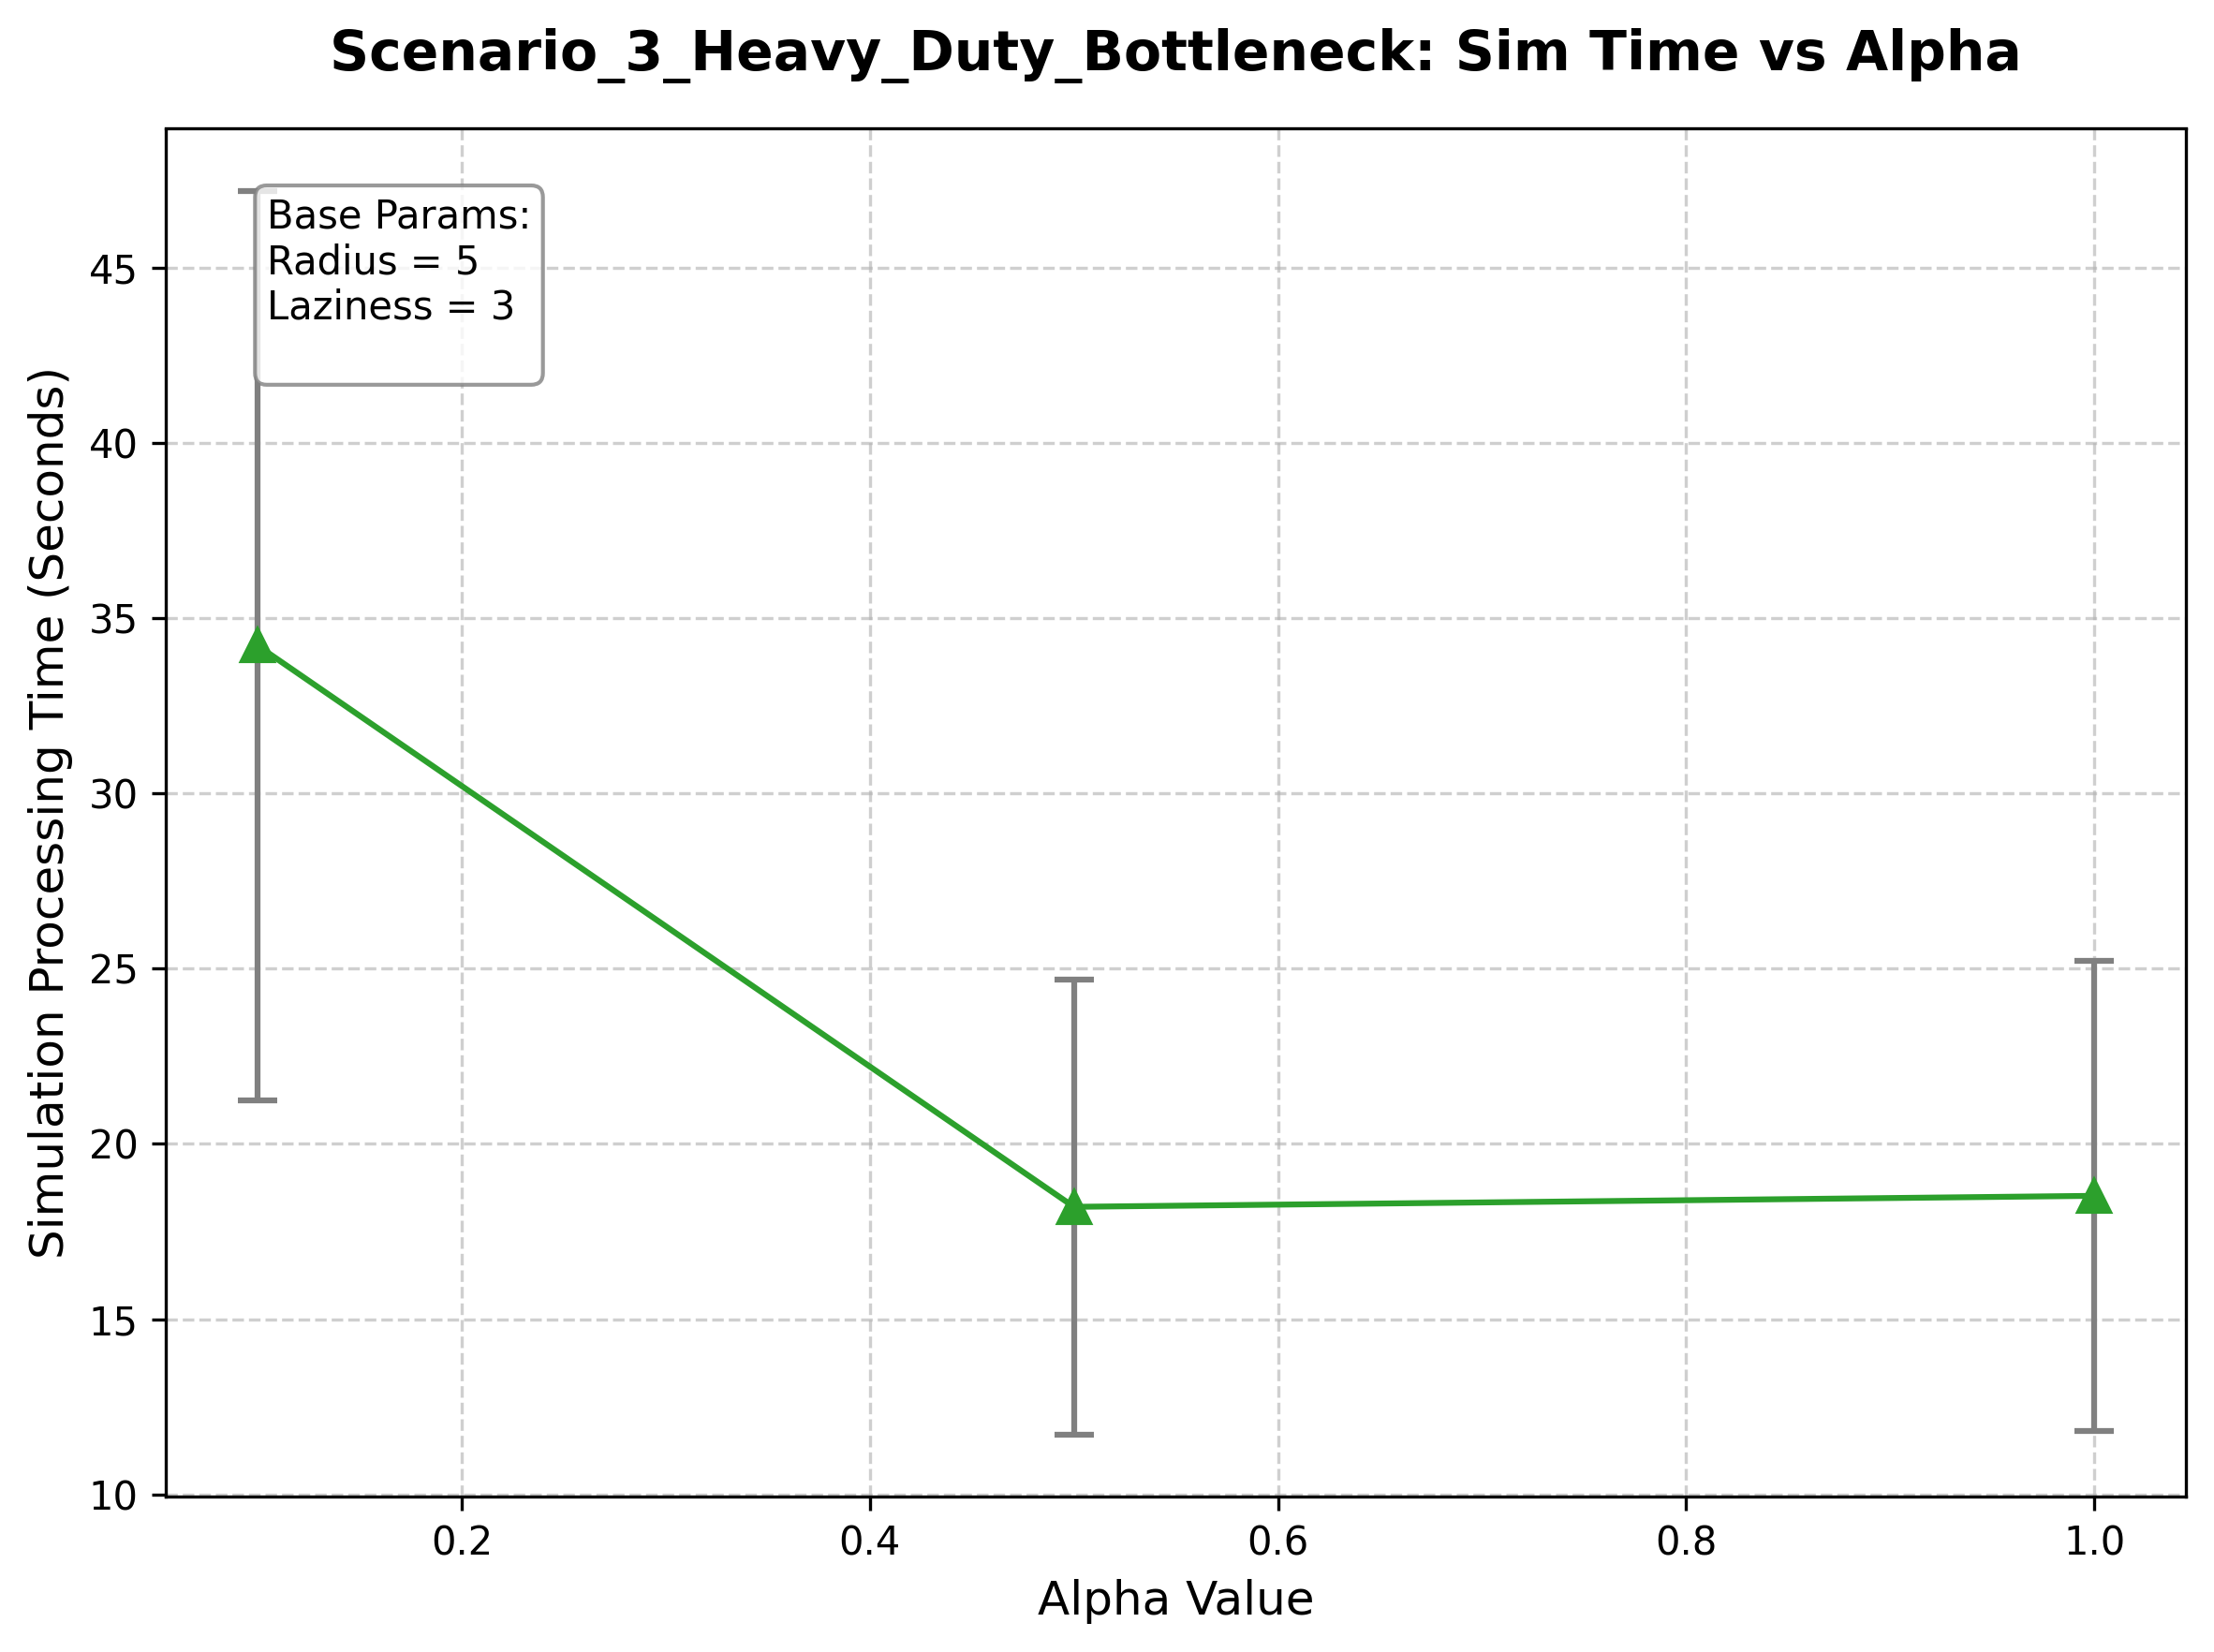 Scenario_3_Heavy_Duty_Bottleneck: Sim Time vs Alpha
Base Params:
Radius = 5
Laziness = 3
Simulation Processing Time (Seconds)
45
40
35
30
25
20
15
10
0.2
0.4
0.6
0.8
1.0
Alpha Value